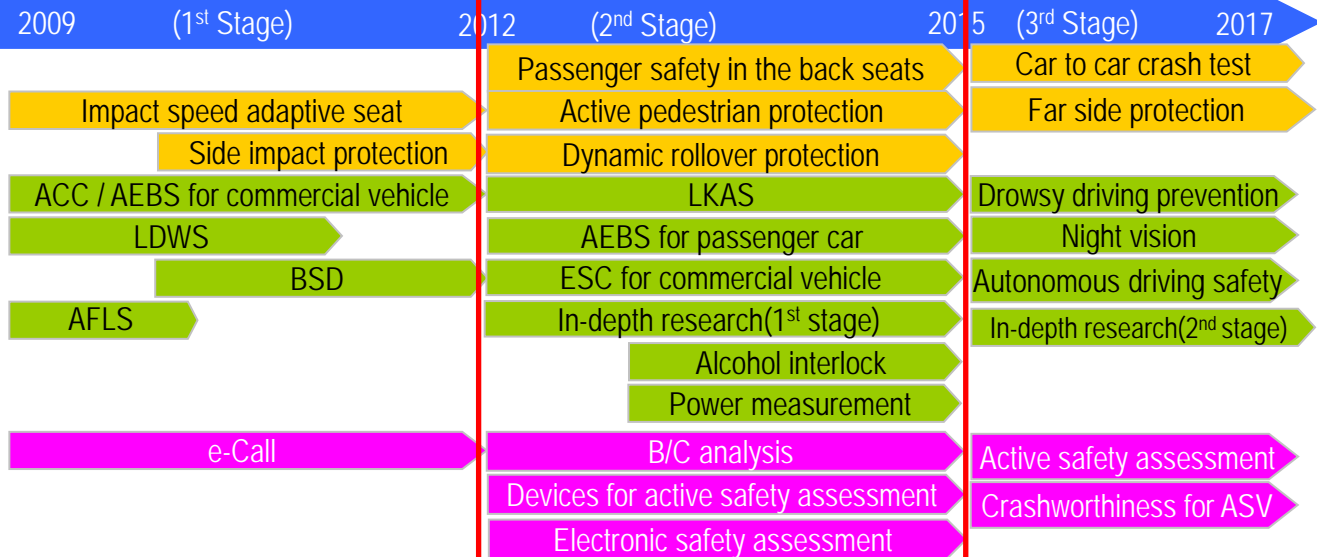 2009 (1st Stage) 2012 (2nd Stage) 2015 (3rd Stage) 2017
Passenger safety in the back seats Car to car crash test
Impact speed adaptive seat Active pedestrian protection Far side protection
Side impact protection Dynamic rollover protection
ACC / AEBS for commercial vehicle LKAS Drowsy driving prevention
LDWS AEBS for passenger car Night vision
BSD ESC for commercial vehicle Autonomous driving safety
AFLS In-depth research(1st stage) In-depth research(2nd stage)
Alcohol interlock
Power measurement
e-Call B/C analysis Active safety assessment
Devices for active safety assessment Crashworthiness for ASV
Electronic safety assessment